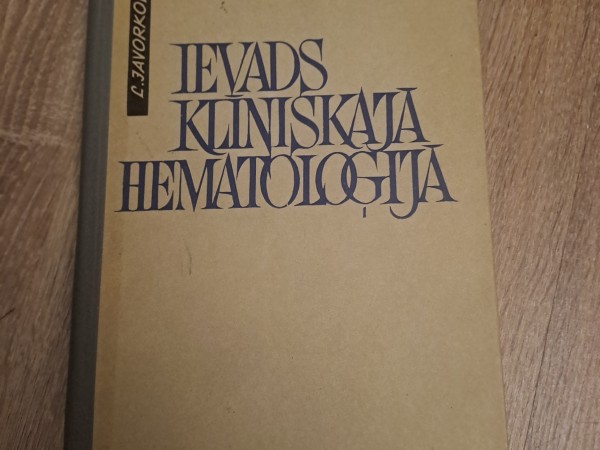 Ļ. JAVORKO
IEVADS
KLĪNISKAJĀ
HEMATOLOĢIJĀ